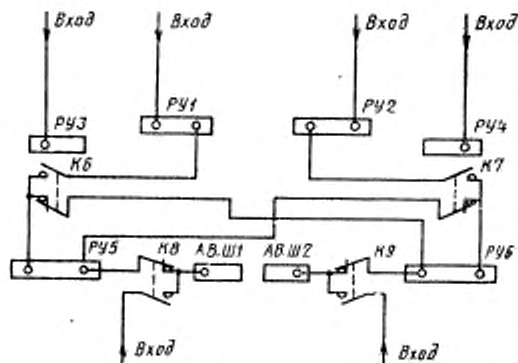 Вход Вход Вход Вход
РУ3 РУ1 РУ2 РУ4
К6 К7
РУ5 К8 АВ.Ш1 АВ.Ш2 К9 РУ6
Вход Вход